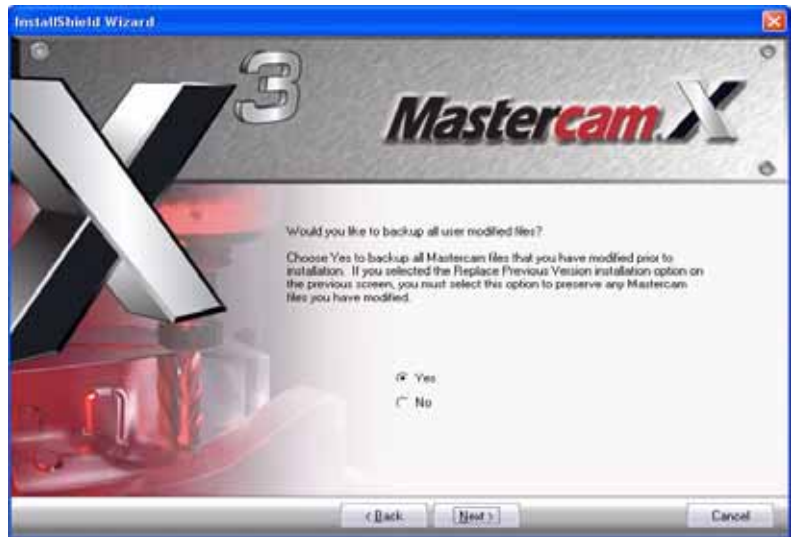 InstallShield Wizard
X3
Mastercam.X
Would you like to backup all user modified files?
Choose Yes to backup all Mastercam files that you have modified prior to
installation. If you selected the Replace Previous Version installation option on
the previous screen, you must select this option to preserve any Mastercam
files you have modified.
Yes
No
< Back
Next >
Cancel